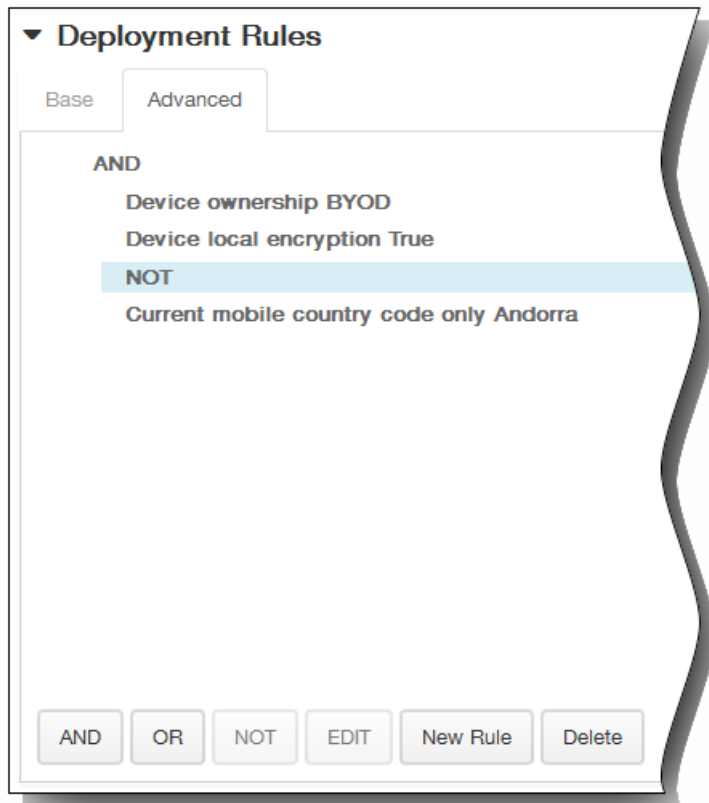 Deployment Rules
Base Advanced
AND
Device ownership BYOD
Device local encryption True
NOT
Current mobile country code only Andorra
AND OR NOT EDIT New Rule Delete